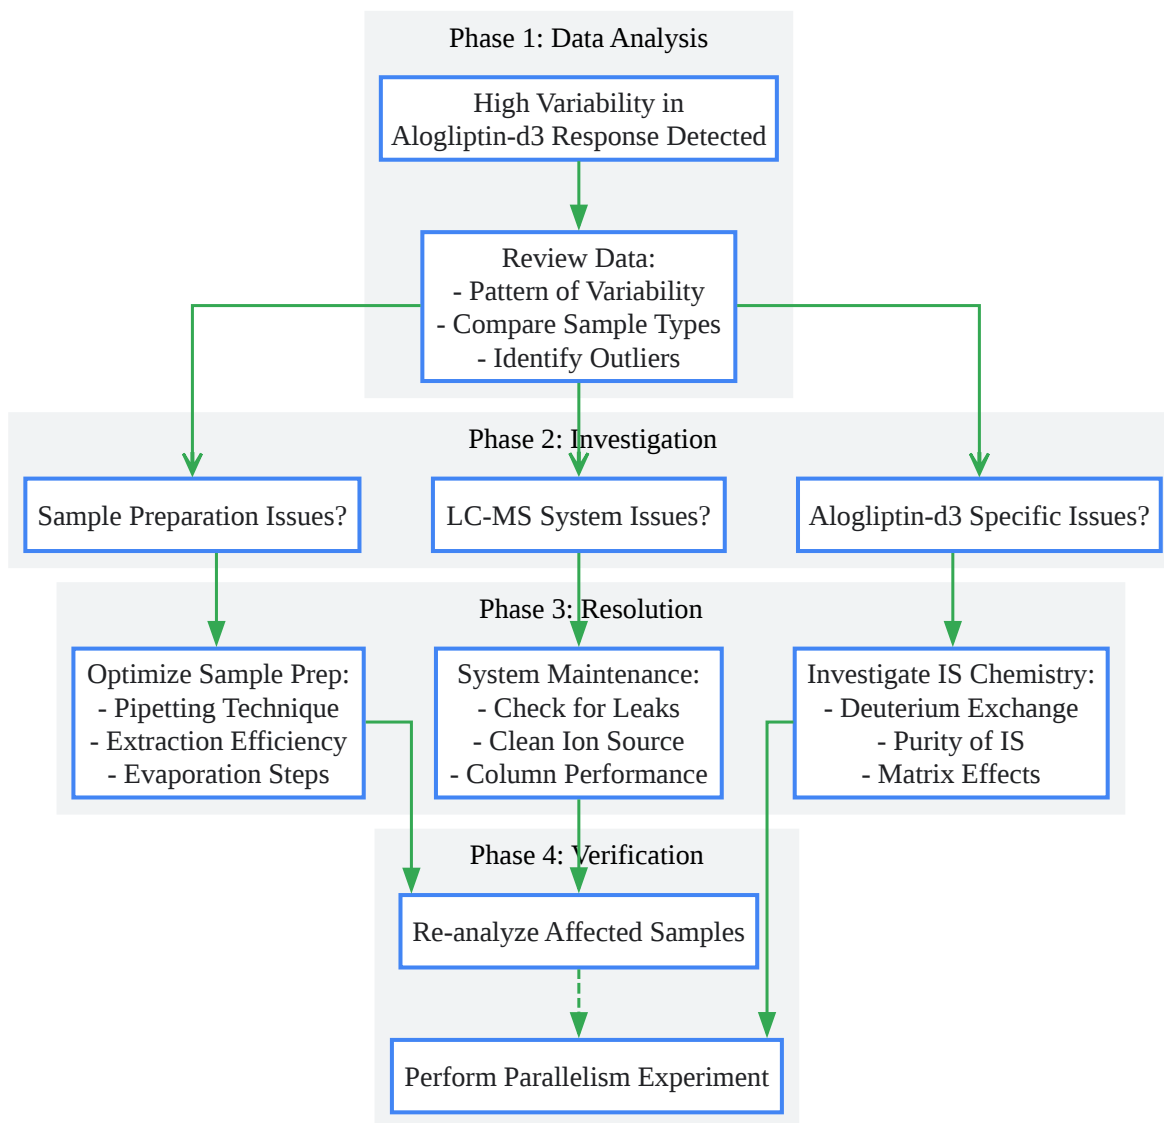 Phase 1: Data Analysis
High Variability in
Alogliptin-d3 Response Detected
Review Data:
- Pattern of Variability
- Compare Sample Types
- Identify Outliers
Phase 2: Investigation
Sample Preparation Issues?
LC-MS System Issues?
Alogliptin-d3 Specific Issues?
Phase 3: Resolution
Optimize Sample Prep:
- Pipetting Technique
- Extraction Efficiency
- Evaporation Steps
System Maintenance:
- Check for Leaks
- Clean Ion Source
- Column Performance
Investigate IS Chemistry:
- Deuterium Exchange
- Purity of IS
- Matrix Effects
Phase 4: Verification
Re-analyze Affected Samples
Perform Parallelism Experiment